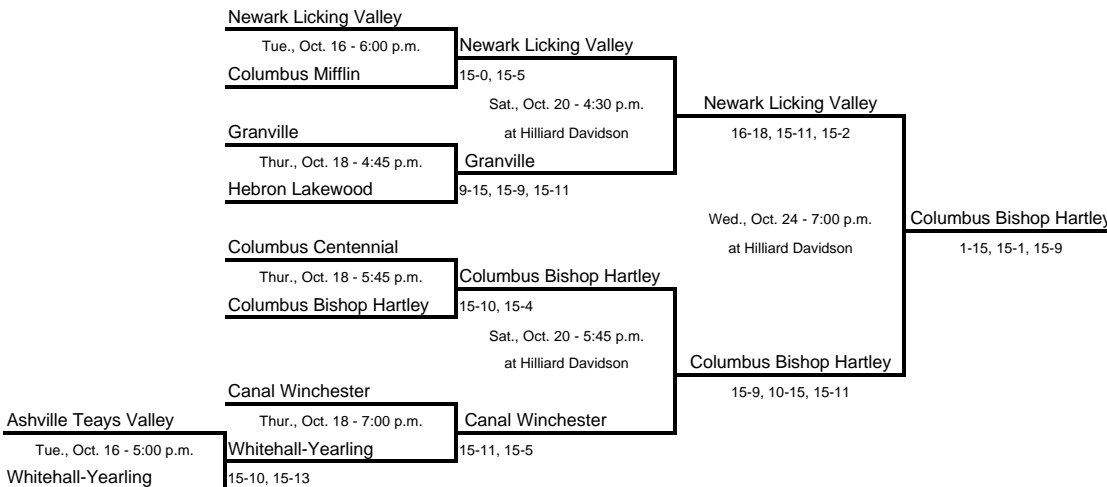 Newark Licking Valley
Tue., Oct. 16 - 6:00 p.m.
Columbus Mifflin
Newark Licking Valley
15-0, 15-5
Sat., Oct. 20 - 4:30 p.m.
at Hilliard Davidson
Granville
Thur., Oct. 18 - 4:45 p.m.
Hebron Lakewood
Granville
9-15, 15-9, 15-11
Newark Licking Valley
16-18, 15-11, 15-2
Wed., Oct. 24 - 7:00 p.m.
at Hilliard Davidson
Columbus Bishop Hartley
1-15, 15-1, 15-9
Columbus Centennial
Thur., Oct. 18 - 5:45 p.m.
Columbus Bishop Hartley
Columbus Bishop Hartley
15-10, 15-4
Sat., Oct. 20 - 5:45 p.m.
at Hilliard Davidson
Columbus Bishop Hartley
15-9, 10-15, 15-11
Canal Winchester
Thur., Oct. 18 - 7:00 p.m.
Whitehall-Yearling
Canal Winchester
15-11, 15-5
Ashville Teays Valley
Tue., Oct. 16 - 5:00 p.m.
Whitehall-Yearling
15-10, 15-13